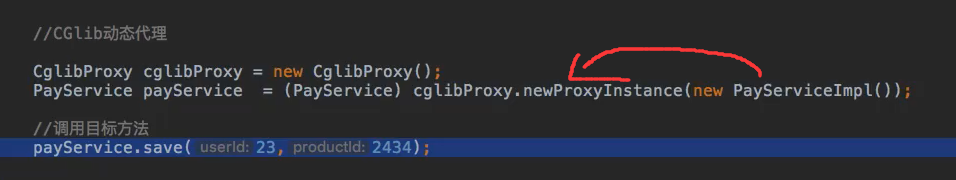 //CGlib动态代理
CglibProxy cglibProxy = new CglibProxy();
PayService payService  = (PayService) cglibProxy.newProxyInstance(new PayServiceImpl());
//调用目标方法
payService.save( userId: 23, productId: 2434);